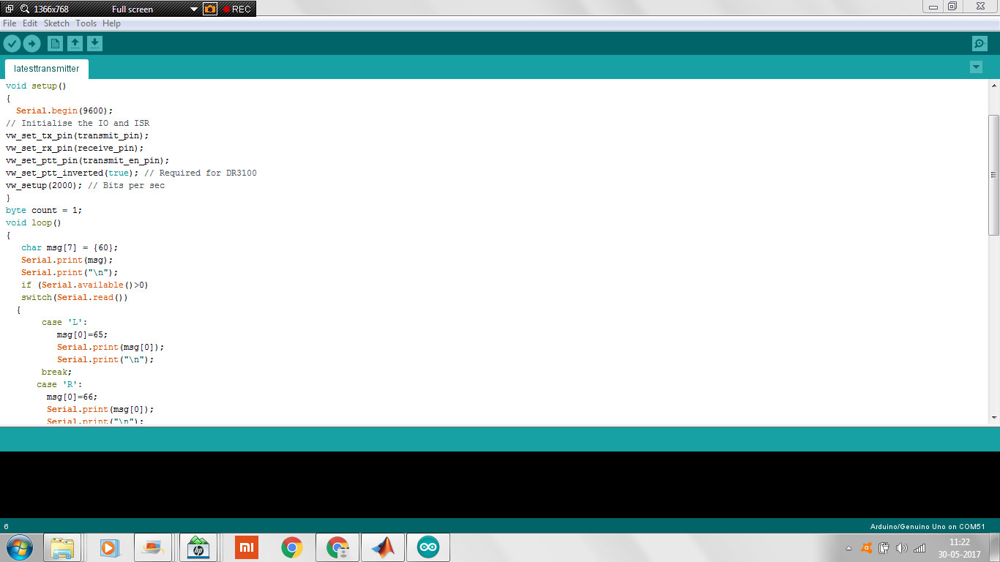 1366x768 Full screen REC
File Edit Sketch Tools Help
latesttransmitter
void setup()
{
Serial.begin(9600);
// Initialise the IO and ISR
vw_set_tx_pin(transmit_pin);
vw_set_rx_pin(receive_pin);
vw_set_ptt_pin(transmit_en_pin);
vw_set_ptt_inverted(true); // Required for DR3100
vw_setup(2000); // Bits per sec
}
byte count = 1;
void loop()
{
char msg[7] = {60};
Serial.print(msg);
Serial.print("\n");
if (Serial.available()>0)
switch(Serial.read())
{
case 'L':
msg[0]=65;
Serial.print(msg[0]);
Serial.print("\n");
break;
case 'R':
msg[0]=66;
Serial.print(msg[0]);
Serial.print("\n");
6 Arduino/Genuino Uno on COM51
hp
mi
11:22
30-05-2017